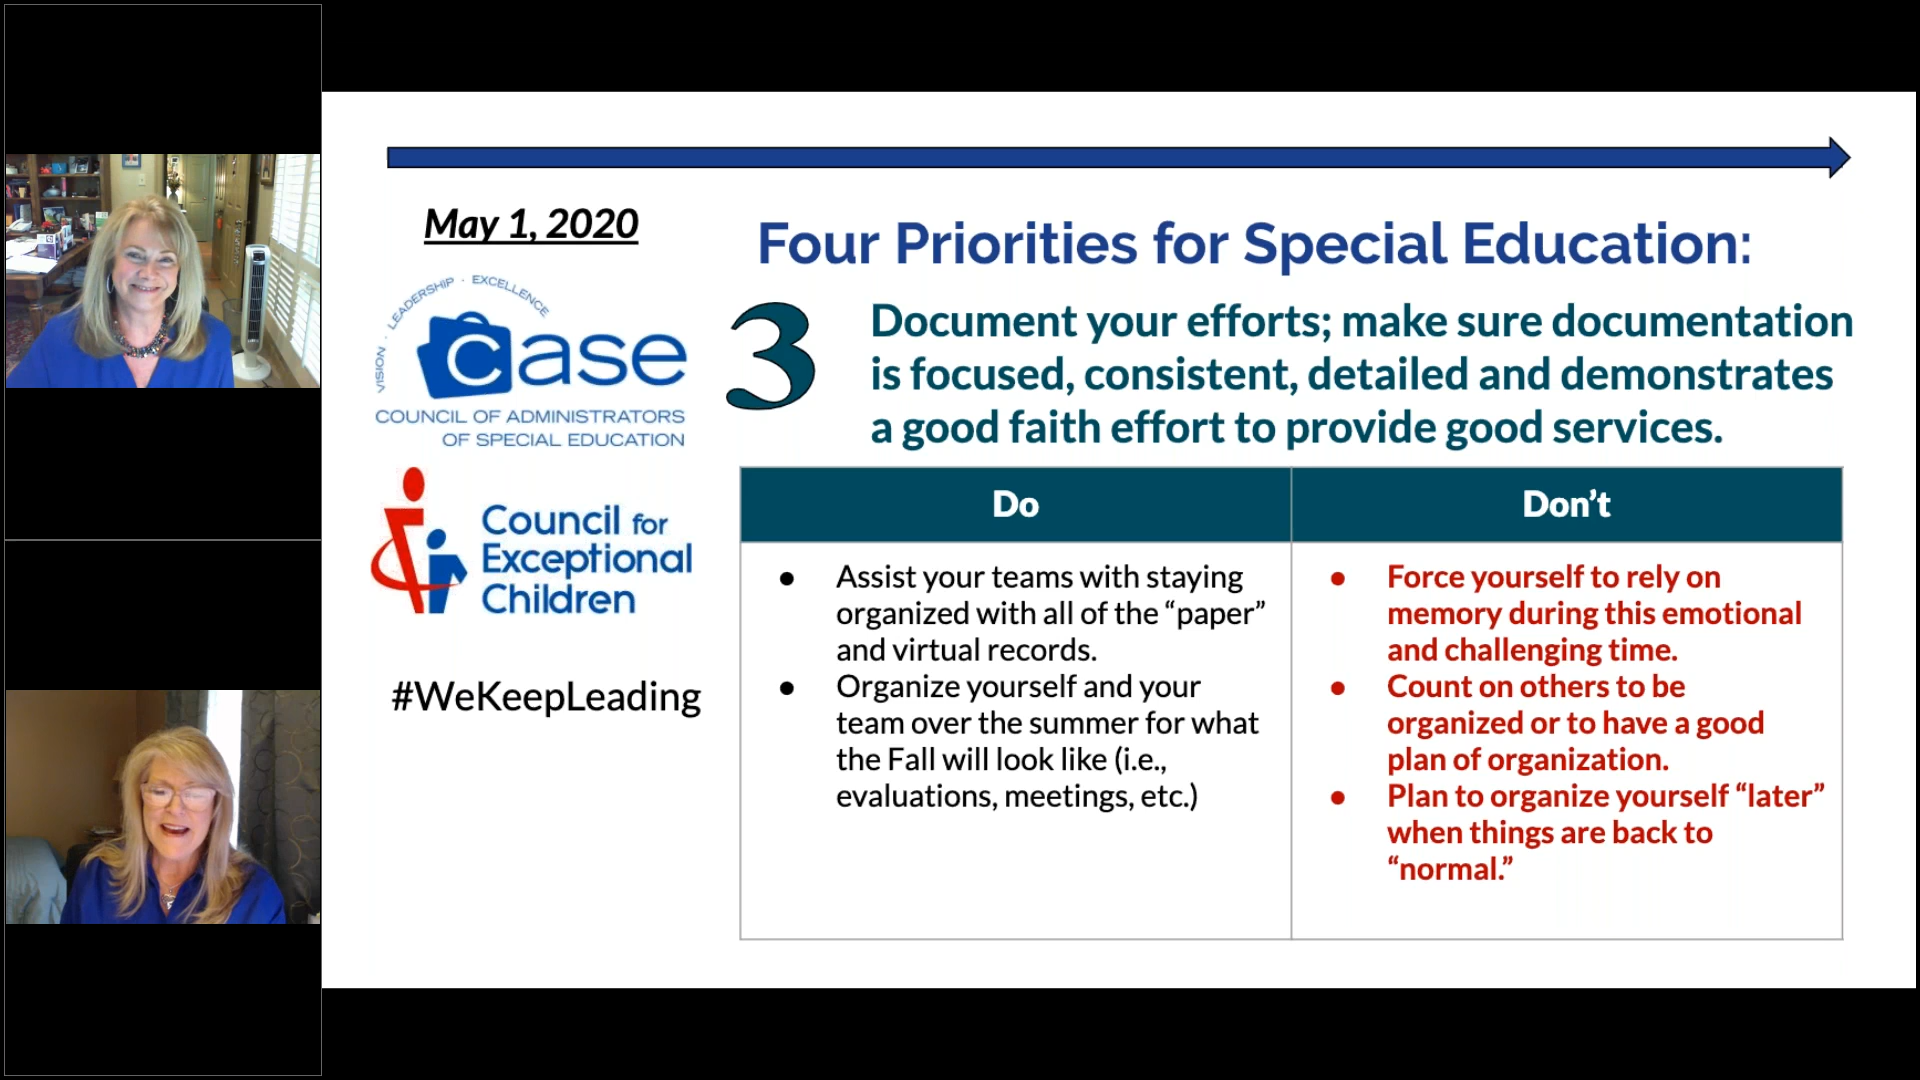 May 1, 2020
VISION · LEADERSHIP · EXCELLENCE
case
COUNCIL OF ADMINISTRATORS
OF SPECIAL EDUCATION
Council for
Exceptional
Children
#WeKeepLeading
Four Priorities for Special Education:
3
Document your efforts; make sure documentation
is focused, consistent, detailed and demonstrates
a good faith effort to provide good services.
Do
● Assist your teams with staying
organized with all of the “paper”
and virtual records.
● Organize yourself and your
team over the summer for what
the Fall will look like (i.e.,
evaluations, meetings, etc.)
Don’t
● Force yourself to rely on
memory during this emotional
and challenging time.
● Count on others to be
organized or to have a good
plan of organization.
● Plan to organize yourself “later”
when things are back to
“normal.”